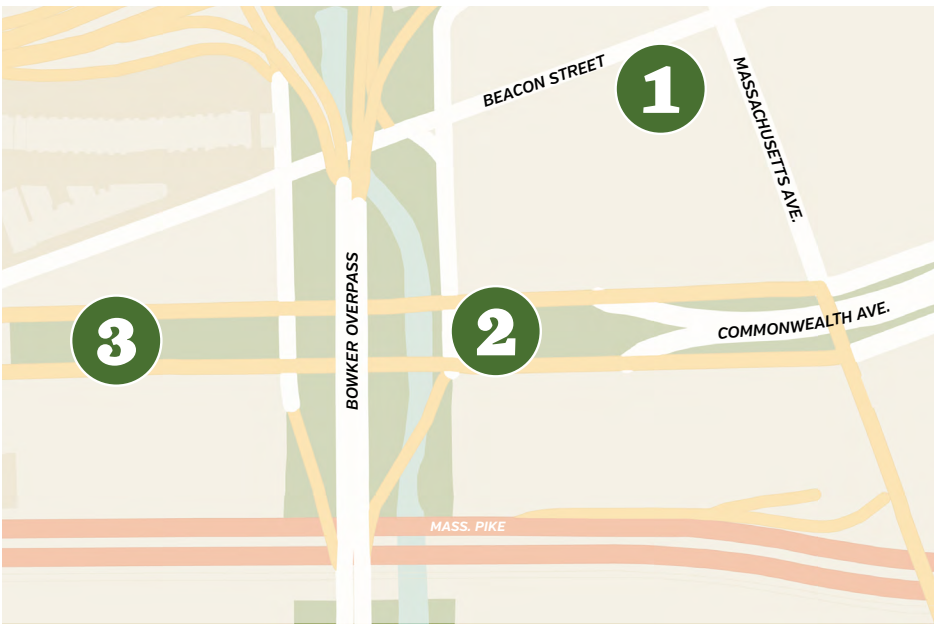 BEACON STREET
1
MASSACHUSETTS AVE.
BOWKER OVERPASS
2
COMMONWEALTH AVE.
3
MASS. PIKE